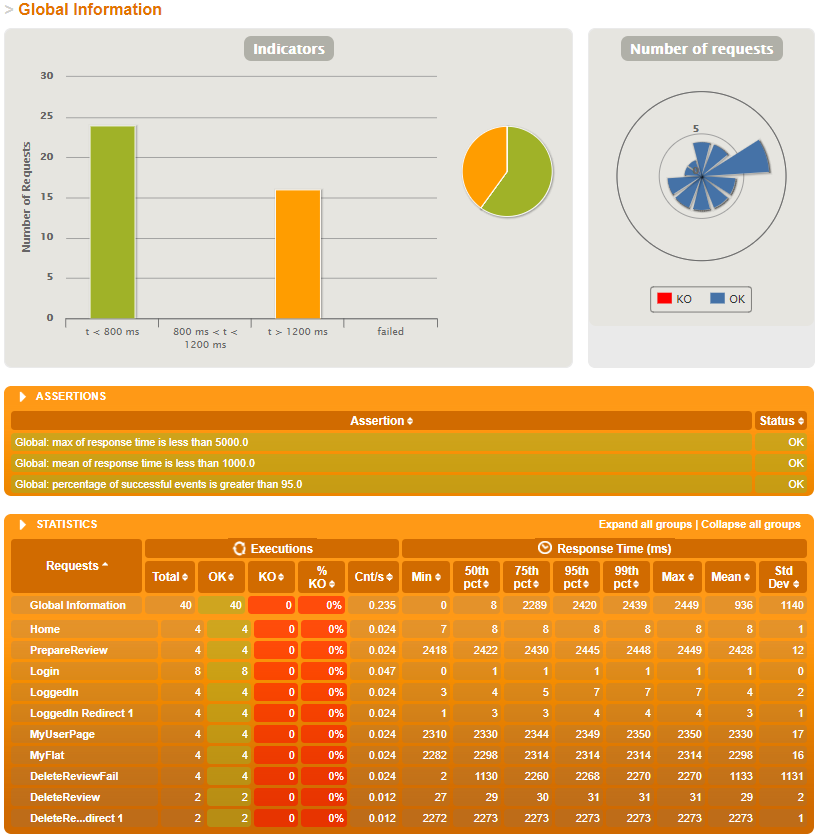 > Global Information
Indicators
Number of requests
30
25
20
15
10
5
0
Number of Requests
t < 800 ms
800 ms < t <
1200 ms
t > 1200 ms
failed
5
KO OK
ASSERTIONS
Assertion Status
Global: max of response time is less than 5000.0 OK
Global: mean of response time is less than 1000.0 OK
Global: percentage of successful events is greater than 95.0 OK
STATISTICS Expand all groups | Collapse all groups
Requests Executions Response Time (ms)
Total OK KO % KO Cnt/s Min 50th pct 75th pct 95th pct 99th pct Max Mean Std Dev
Global Information 40 40 0 0% 0.235 0 8 2289 2420 2439 2449 936 1140
Home 4 4 0 0% 0.024 7 8 8 8 8 8 8 1
PrepareReview 4 4 0 0% 0.024 2418 2422 2430 2445 2448 2449 2428 12
Login 8 8 0 0% 0.047 0 1 1 1 1 1 1 0
LoggedIn 4 4 0 0% 0.024 3 4 5 7 7 7 4 2
LoggedIn Redirect 1 4 4 0 0% 0.024 1 3 3 4 4 4 3 1
MyUserPage 4 4 0 0% 0.024 2310 2330 2344 2349 2350 2350 2330 17
MyFlat 4 4 0 0% 0.024 2282 2298 2314 2314 2314 2314 2298 16
DeleteReviewFail 4 4 0 0% 0.024 2 1130 2260 2268 2270 2270 1133 1131
DeleteReview 2 2 0 0% 0.012 27 29 30 31 31 31 29 2
DeleteRe...direct 1 2 2 0 0% 0.012 2272 2273 2273 2273 2273 2273 2273 1